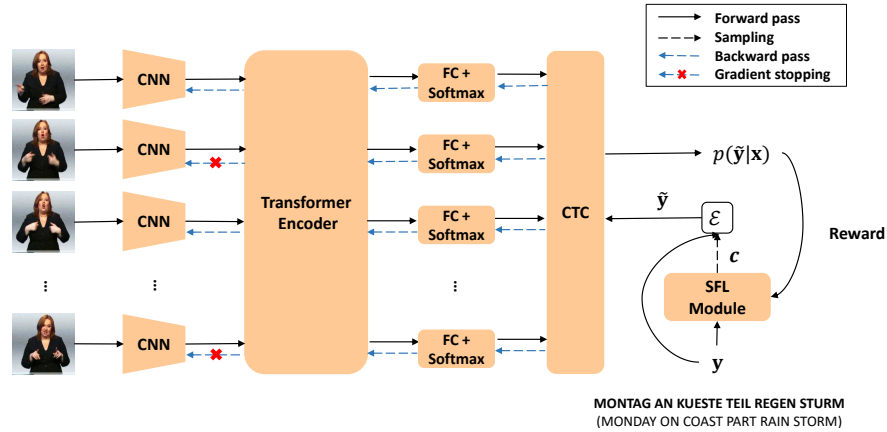 Forward pass
Sampling
Backward pass
Gradient stopping
CNN
FC +
Softmax
CNN
FC +
Softmax
p(ỹ|x)
Transformer
Encoder
CTC
CNN
FC +
Softmax
ỹ
ℰ
Reward
c
...
...
...
SFL
Module
CNN
FC +
Softmax
y
MONTAG AN KUESTE TEIL REGEN STURM
(MONDAY ON COAST PART RAIN STORM)